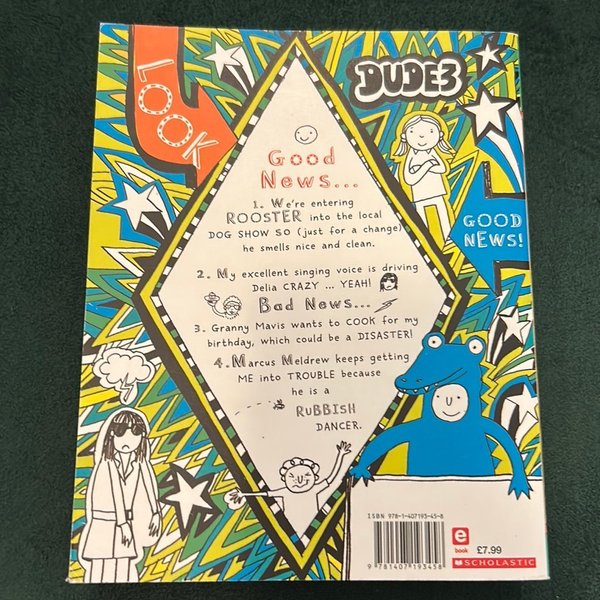 LOOK
DUDE3
Good
News...
1. We're entering
ROOSTER into the local
DOG SHOW SO (just for a change)
he smells nice and clean.
2. My excellent singing voice is driving
Delia CRAZY ... YEAH!
Bad News...
3. Granny Mavis wants to COOK for my
birthday, which could be a DISASTER!
4. Marcus Meldrew keeps getting
ME into TROUBLE because
he is a
RUBBISH
DANCER.
GOOD
NEWS!
ISBN 978-1-407193-45-8
9 781407 193458
e
book
£7.99
SCHOLASTIC